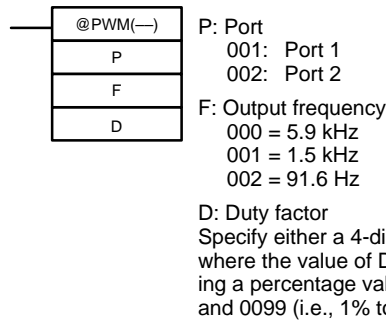 @PWM(––)
P
F
D
P: Port
001: Port 1
002: Port 2
F: Output frequency
000 = 5.9 kHz
001 = 1.5 kHz
002 = 91.6 Hz
D: Duty factor
Specify either a 4-di
where the value of D
ing a percentage val
and 0099 (i.e., 1% to